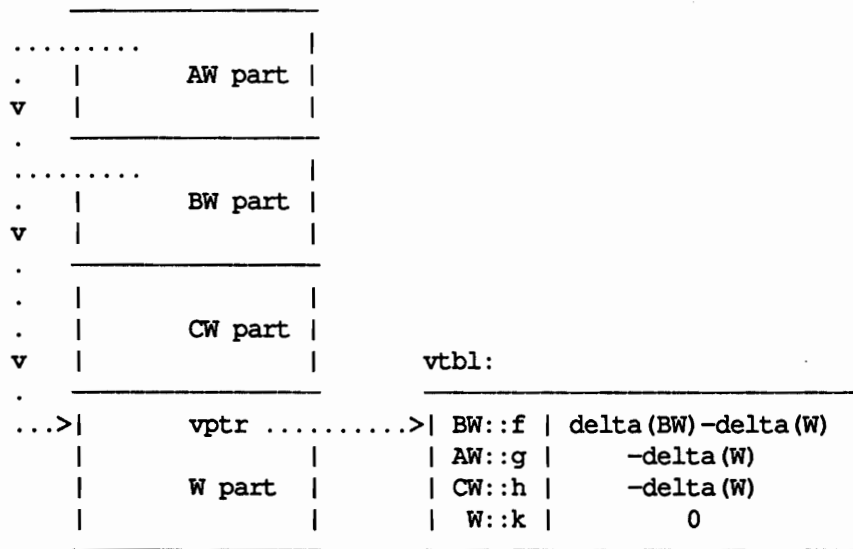 AW part
v
BW part
v
CW part
v vtbl:
...>| vptr ..........>| BW::f | delta(BW)-delta(W)
| AW::g | -delta(W)
W part | CW::h | -delta(W)
| W::k | 0